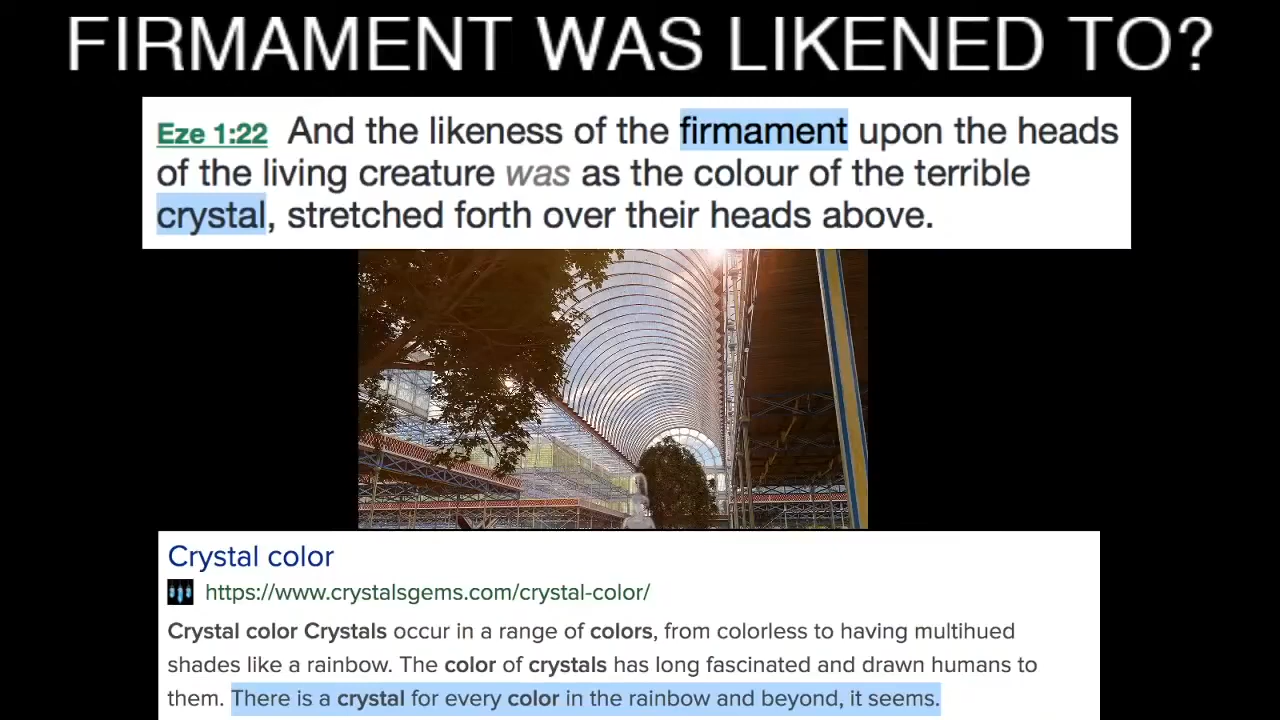 FIRMAMENT WAS LIKENED TO?
Eze 1:22 And the likeness of the firmament upon the heads
of the living creature was as the colour of the terrible
crystal, stretched forth over their heads above.
Crystal color
https://www.crystalsgems.com/crystal-color/
Crystal color Crystals occur in a range of colors, from colorless to having multihued
shades like a rainbow. The color of crystals has long fascinated and drawn humans to
them. There is a crystal for every color in the rainbow and beyond, it seems.